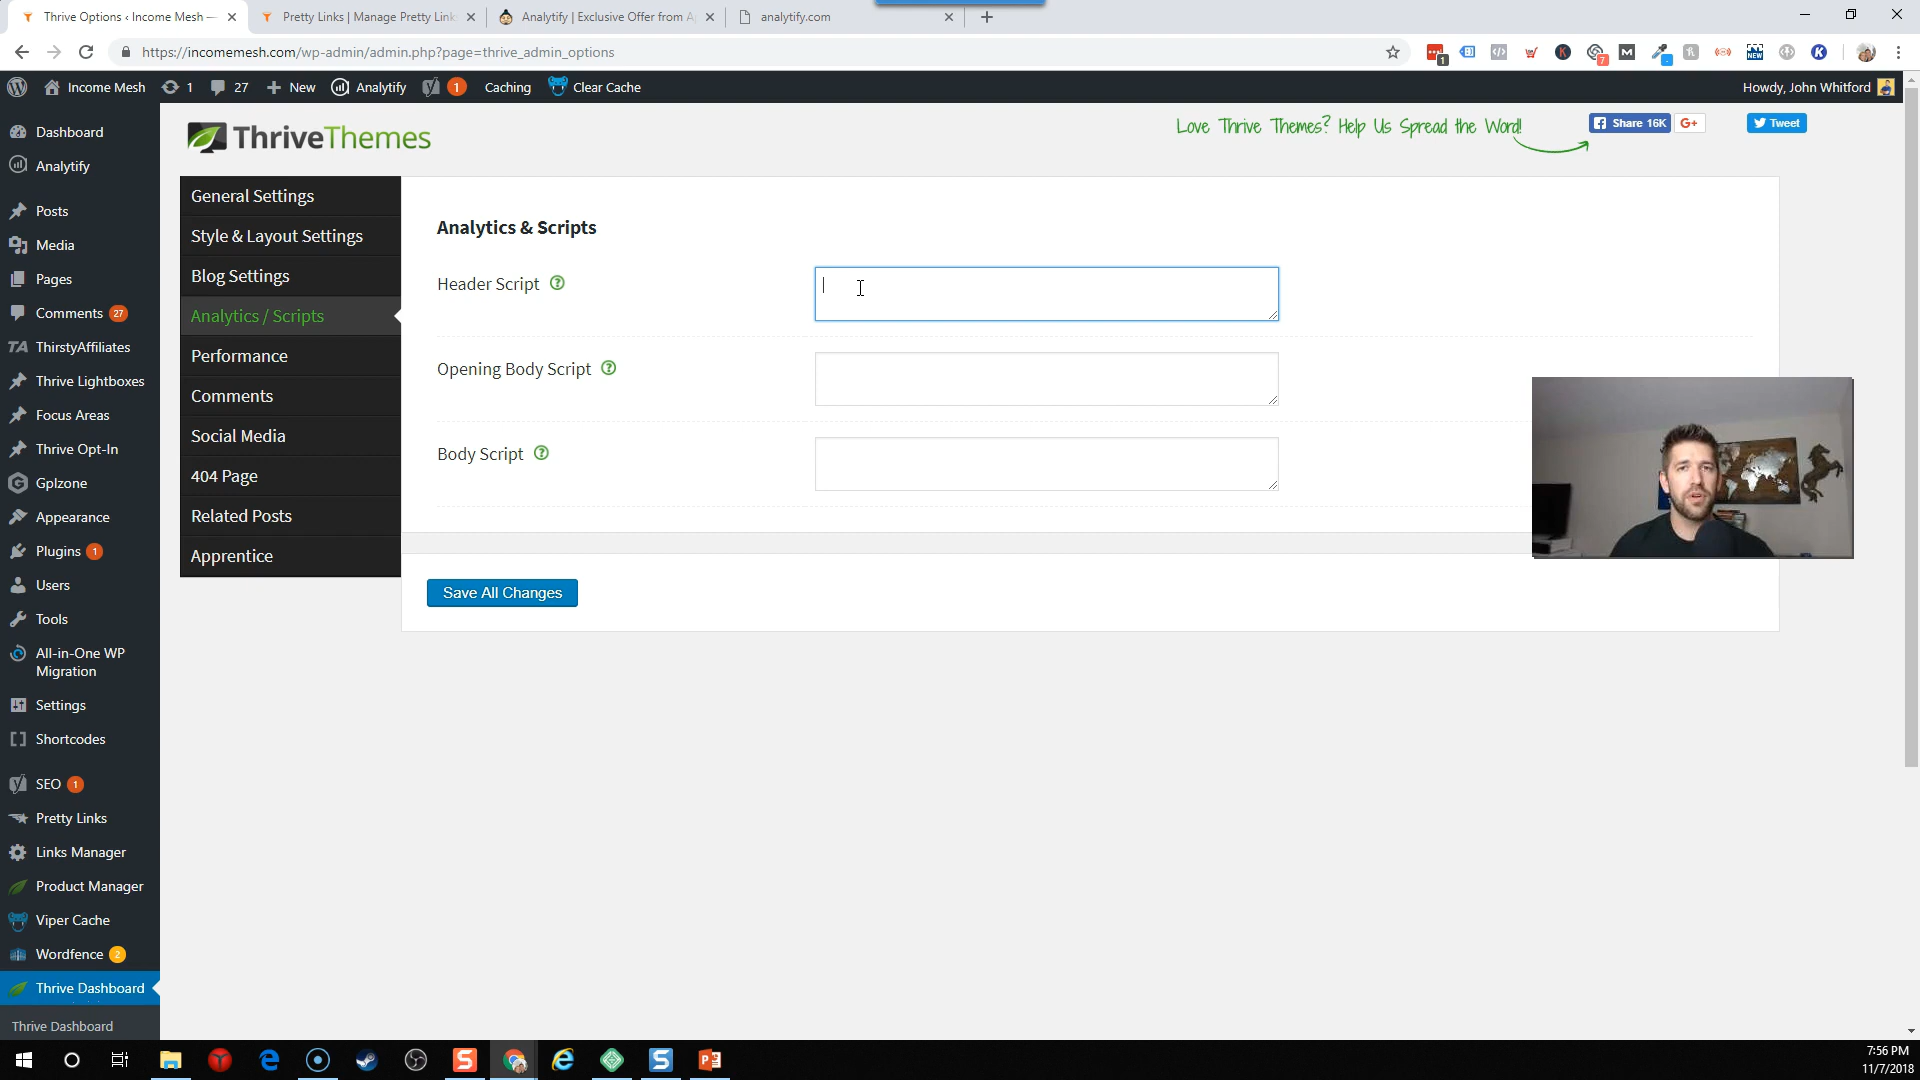 Thrive Options ‹ Income Mesh —
Pretty Links | Manage Pretty Link
Analytify | Exclusive Offer from A
analytify.com
https://incomemesh.com/wp-admin/admin.php?page=thrive_admin_options
1
7
NEW
Income Mesh
1
27
New
Analytify
1
Caching
Clear Cache
Howdy, John Whitford
Dashboard
Analytify
Posts
Media
Pages
Comments 27
ThirstyAffiliates
Thrive Lightboxes
Focus Areas
Thrive Opt-In
Gplzone
Appearance
Plugins 1
Users
Tools
All-in-One WP
Migration
Settings
Shortcodes
SEO 1
Pretty Links
Links Manager
Product Manager
Viper Cache
Wordfence 2
Thrive Dashboard
Thrive Dashboard
ThriveThemes
Love Thrive Themes? Help Us Spread the Word!
Share 16K
G+
Tweet
General Settings
Style & Layout Settings
Blog Settings
Analytics / Scripts
Performance
Comments
Social Media
404 Page
Related Posts
Apprentice
Analytics & Scripts
Header Script
Opening Body Script
Body Script
Save All Changes
7:56 PM
11/7/2018